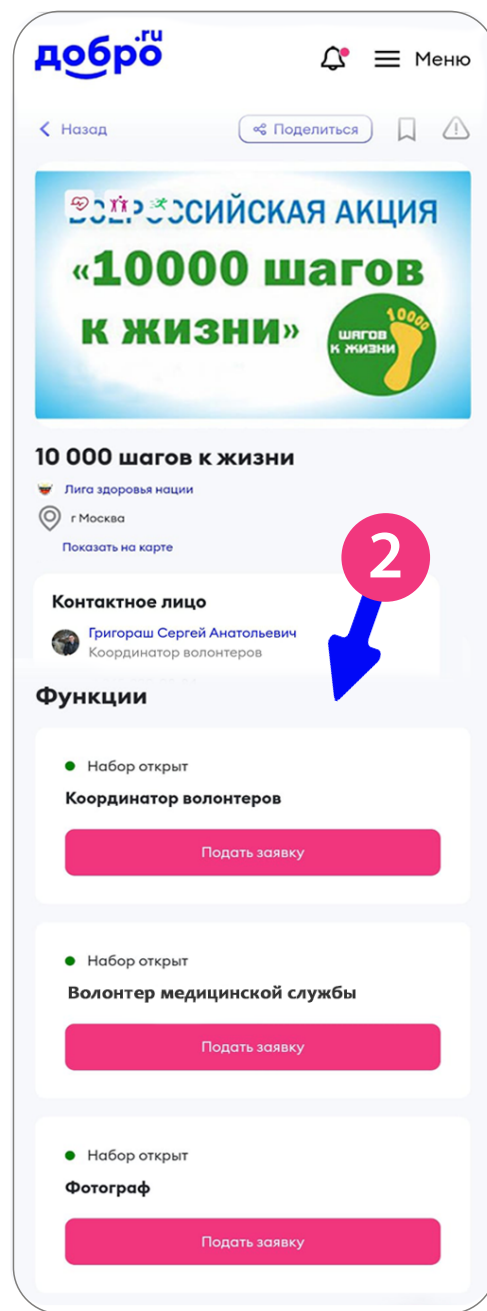 добро.ru
Меню
Назад
Поделиться
ВСЕРОССИЙСКАЯ АКЦИЯ
«10000 шагов
к жизни»
10000
ШАГОВ
К ЖИЗНИ
10 000 шагов к жизни
Лига здоровья нации
г Москва
Показать на карте
2
Контактное лицо
Григораш Сергей Анатольевич
Координатор волонтеров
Функции
Набор открыт
Координатор волонтеров
Подать заявку
Набор открыт
Волонтер медицинской службы
Подать заявку
Набор открыт
Фотограф
Подать заявку